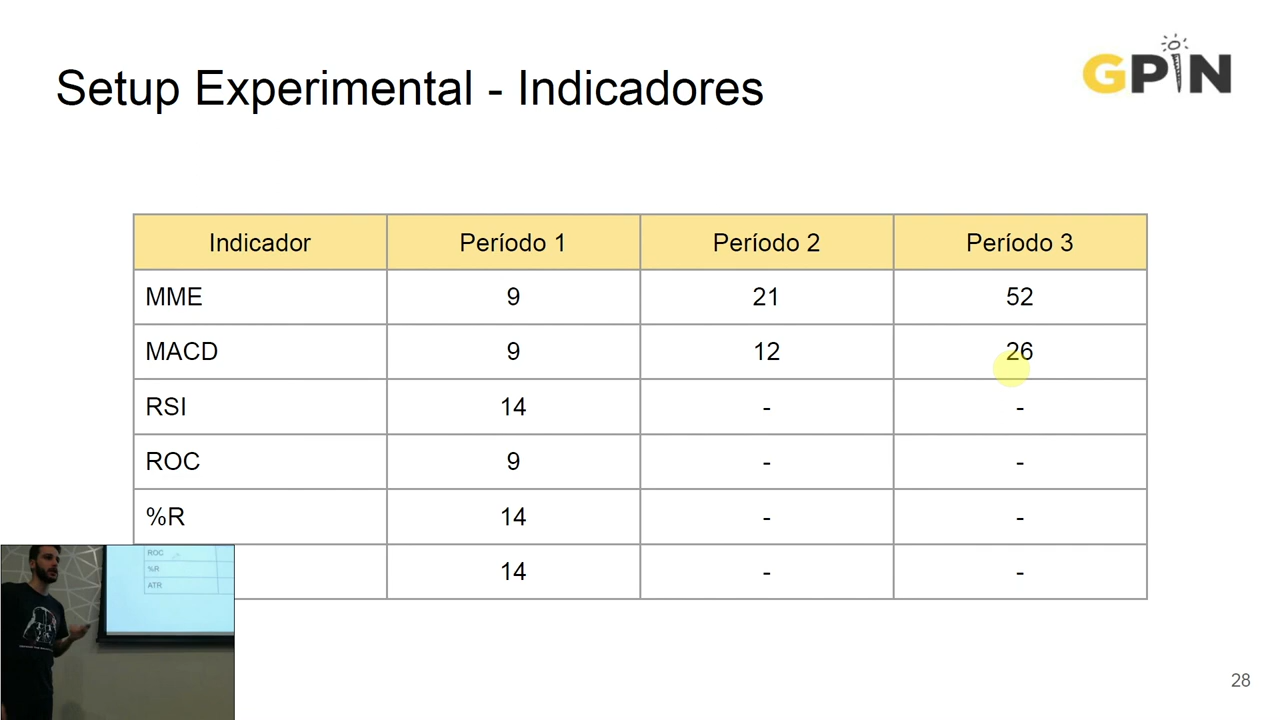 Setup Experimental - Indicadores
GPIN
Indicador Período 1 Período 2 Período 3
MME 9 21 52
MACD 9 12 26
RSI 14 - -
ROC 9 - -
%R 14 - -
14 - -
ROC
%R
ATR
28